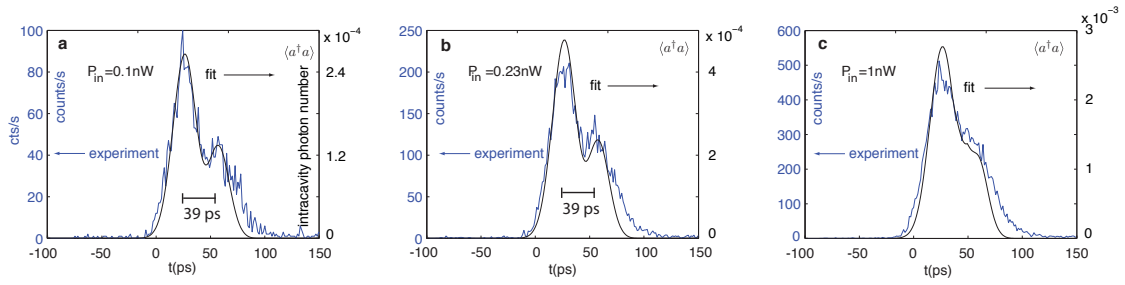 a
P_in =0.1nW
fit
⟨a†a⟩
x 10⁻⁴
100
80
60
40
20
0
cts/s
counts/s
experiment
39 ps
2.4
1.2
0
intracavity photon number
-100
-50
0
50
100
150
t(ps)
b
P_in =0.23nW
fit
⟨a†a⟩
x 10⁻⁴
250
200
150
100
50
0
counts/s
experiment
39 ps
4
2
0
-100
-50
0
50
100
150
t(ps)
c
P_in =1nW
fit
⟨a†a⟩
x 10⁻³
600
500
400
300
200
100
0
counts/s
experiment
3
2
1
0
-100
-50
0
50
100
150
t(ps)